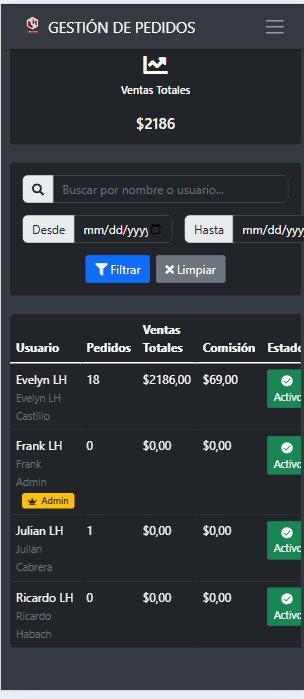 GESTIÓN DE PEDIDOS
Ventas Totales
$2186
Buscar por nombre o usuario...
Desde mm/dd/yyyy Hasta mm/dd/yyy
Filtrar Limpiar
Ventas
Usuario Pedidos Totales Comisión Estado
Evelyn LH 18 $2186,00 $69,00
Evelyn LH Activo
Castillo
Frank LH 0 $0,00 $0,00
Frank Activo
Admin
Admin
Julian LH 1 $0,00 $0,00
Julian Activo
Cabrera
Ricardo LH 0 $0,00 $0,00
Ricardo Activo
Habach